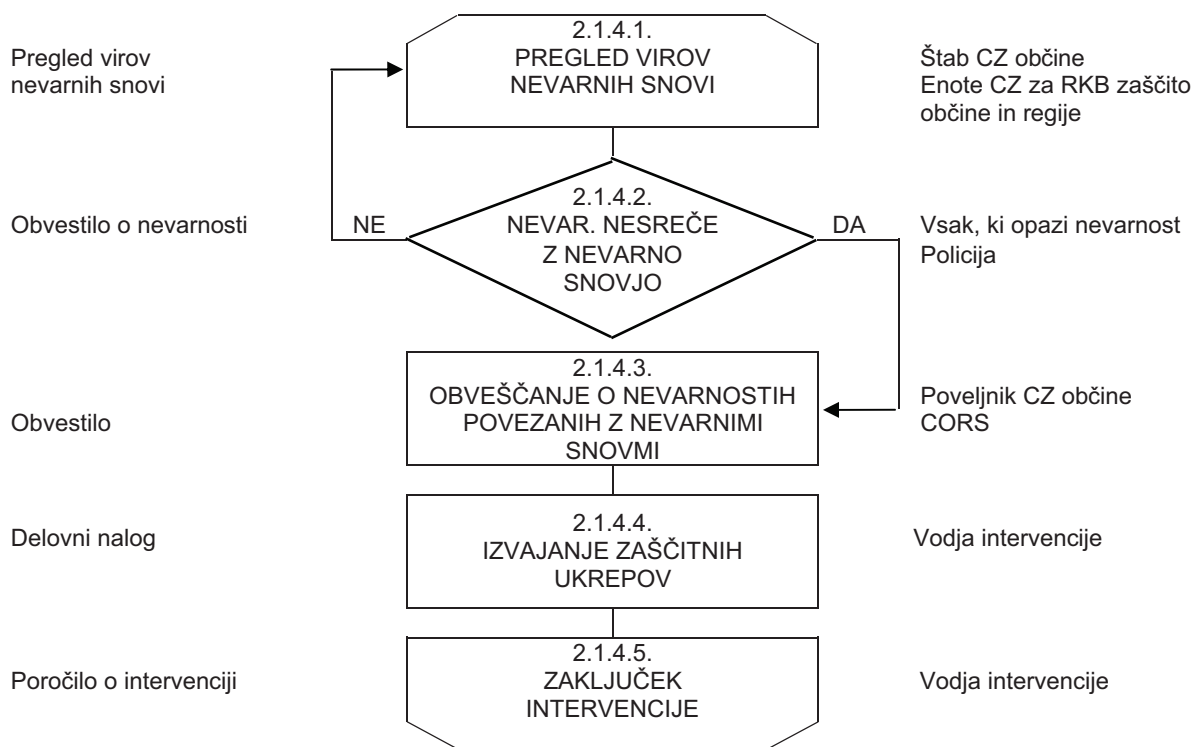 Pregled virov
nevarnih snovi
2.1.4.1.
PREGLED VIROV
NEVARNIH SNOVI
Štab CZ občine
Enote CZ za RKB zaščito
občine in regije
Obvestilo o nevarnosti
NE
2.1.4.2.
NEVAR. NESREČE
Z NEVARNO
SNOVJO
DA
Vsak, ki opazi nevarnost
Policija
Obvestilo
2.1.4.3.
OBVEŠČANJE O NEVARNOSTIH
POVEZANIH Z NEVARNIMI
SNOVMI
Poveljnik CZ občine
CORS
Delovni nalog
2.1.4.4.
IZVAJANJE ZAŠČITNIH
UKREPOV
Vodja intervencije
Poročilo o intervenciji
2.1.4.5.
ZAKLJUČEK
INTERVENCIJE
Vodja intervencije